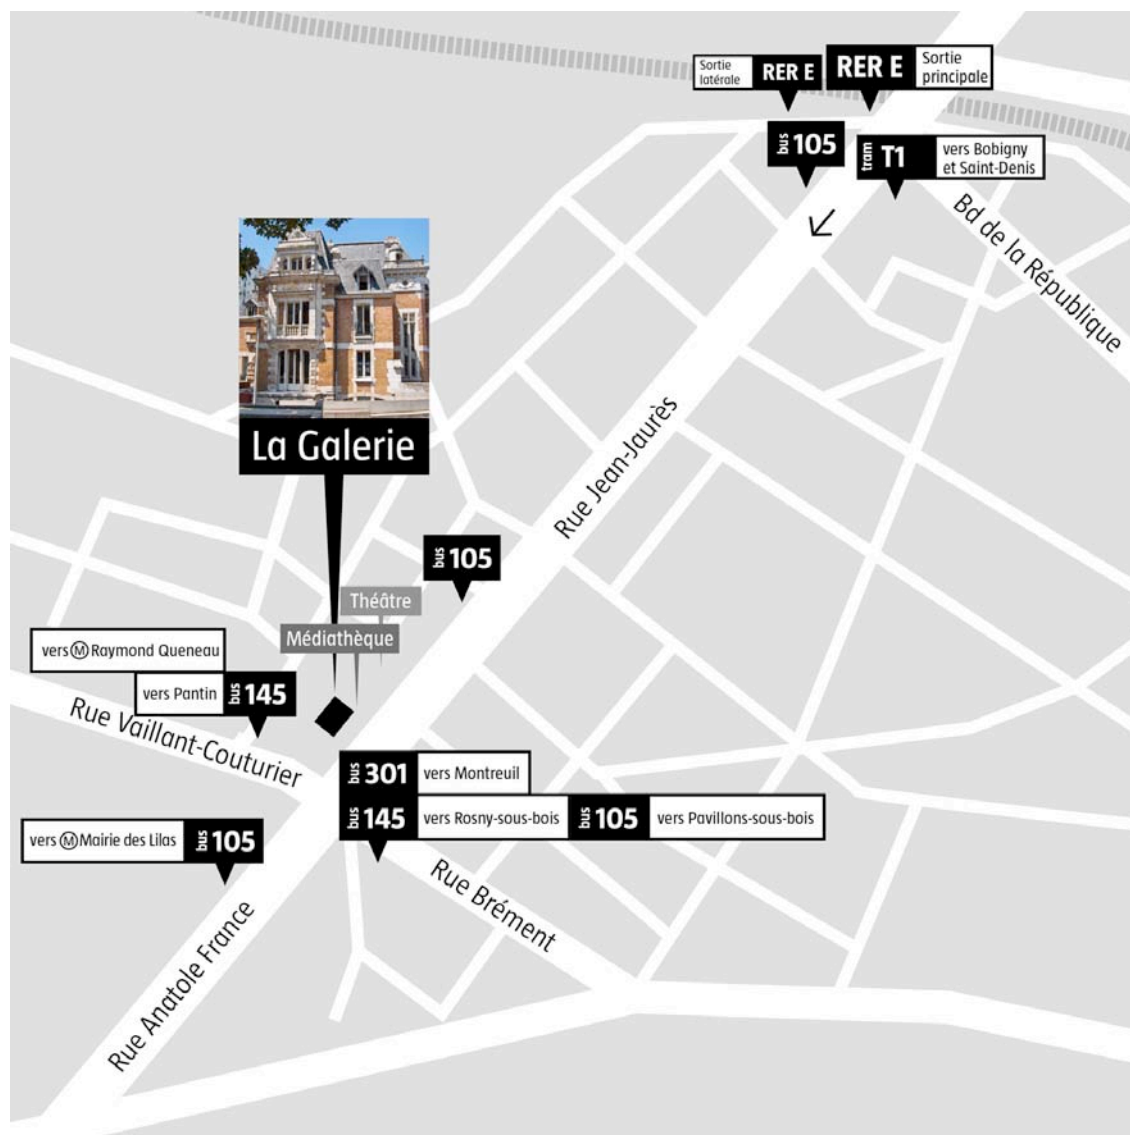 Sortie
latérale
RER E
RER E
Sortie
principale
bus 105
tram T1
vers Bobigny
et Saint-Denis
Bd de la République
La Galerie
Rue Jean-Jaurès
bus 105
Théâtre
Médiathèque
vers M Raymond Queneau
vers Pantin
bus 145
Rue Vaillant-Couturier
bus 301
vers Montreuil
bus 145
vers Rosny-sous-bois
bus 105
vers Pavillons-sous-bois
vers M Mairie des Lilas
bus 105
Rue Brément
Rue Anatole France